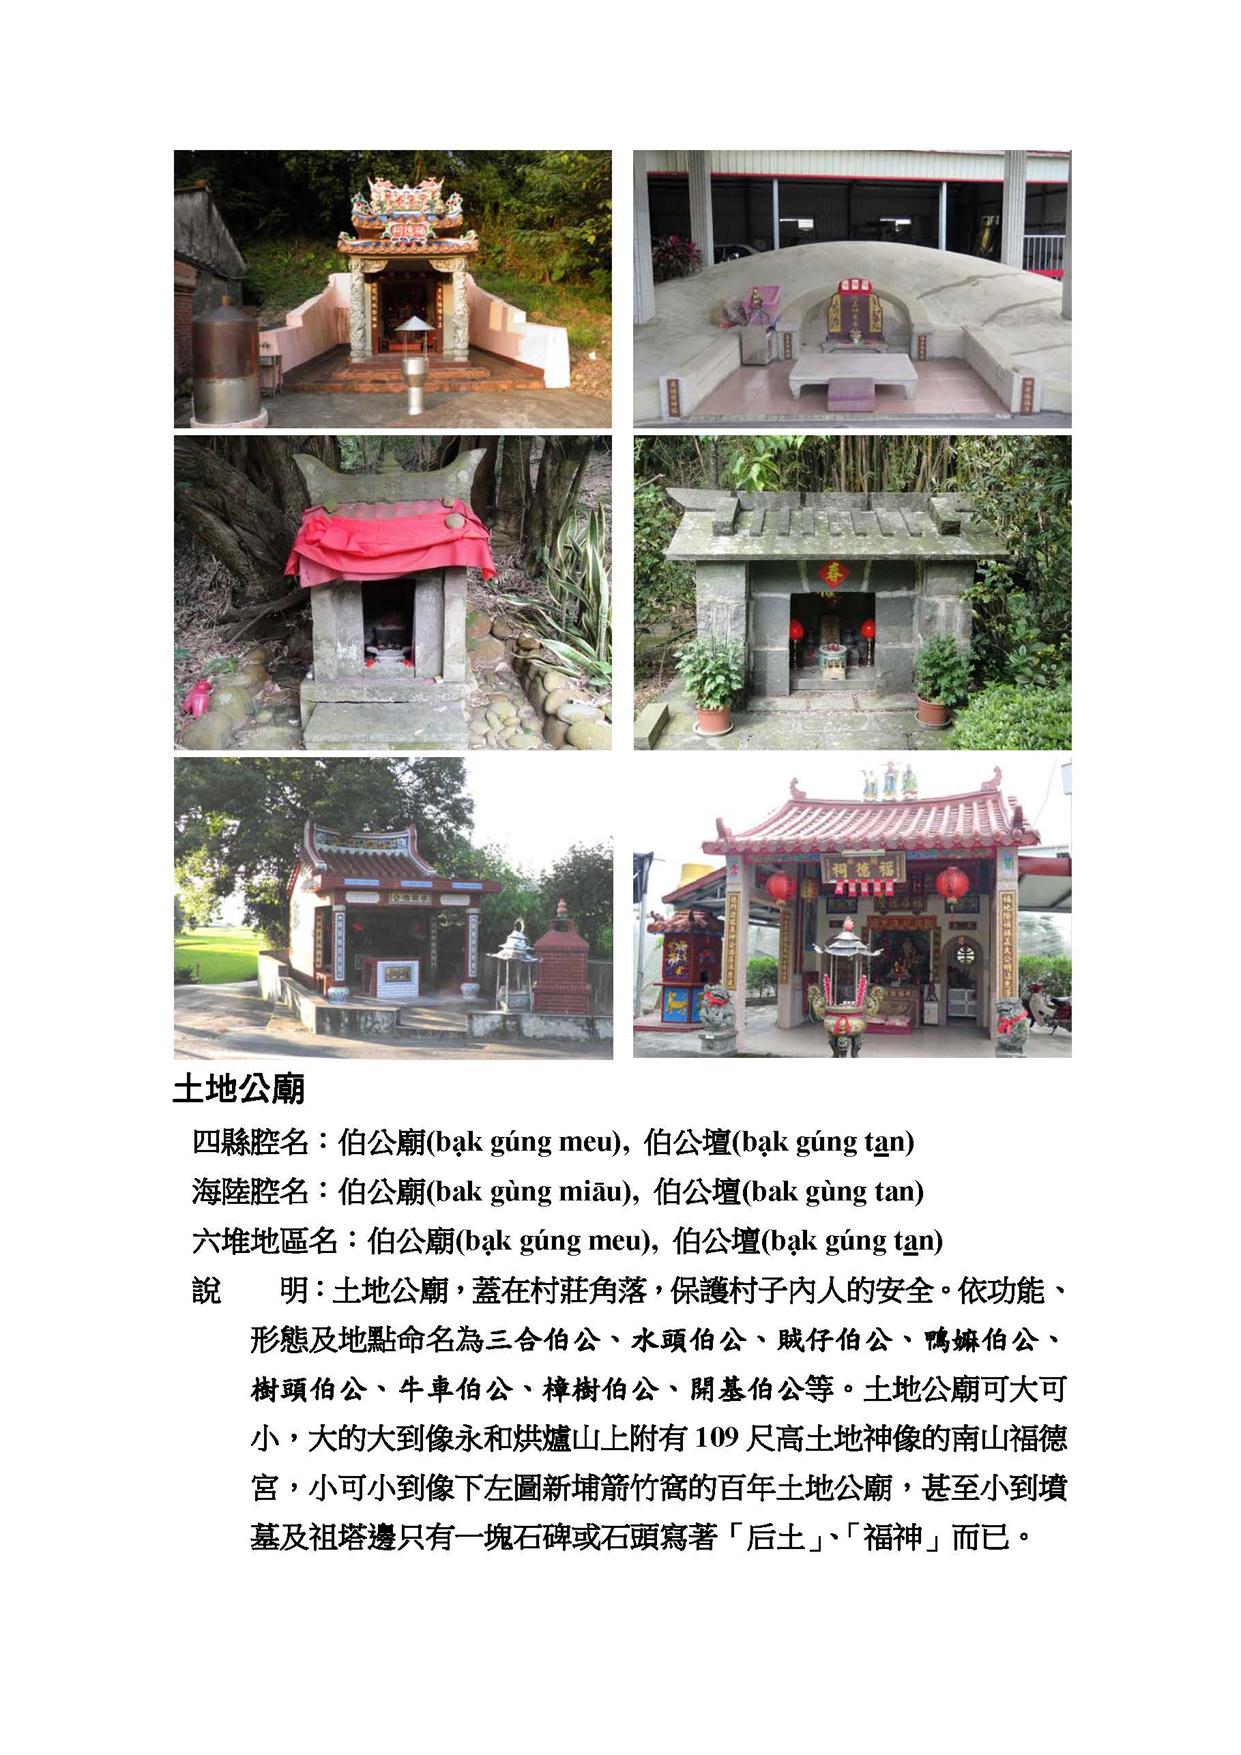 福德祠
春
福德祠
土地公廟
四縣腔名：伯公廟(bạk gúng meu), 伯公壇(bạk gúng ta̲n)
海陸腔名：伯公廟(bak gùng miāu), 伯公壇(bak gùng tan)
六堆地區名：伯公廟(bạk gúng meu), 伯公壇(bạk gúng ta̲n)
說　　明：土地公廟，蓋在村莊角落，保護村子內人的安全。依功能、
形態及地點命名為三合伯公、水頭伯公、賊仔伯公、鴨嫲伯公、
樹頭伯公、牛車伯公、樟樹伯公、開基伯公等。土地公廟可大可
小，大的大到像永和烘爐山上附有 109 尺高土地神像的南山福德
宮，小可小到像下左圖新埔箭竹窩的百年土地公廟，甚至小到墳
墓及祖塔邊只有一塊石碑或石頭寫著「后土」、「福神」而已。